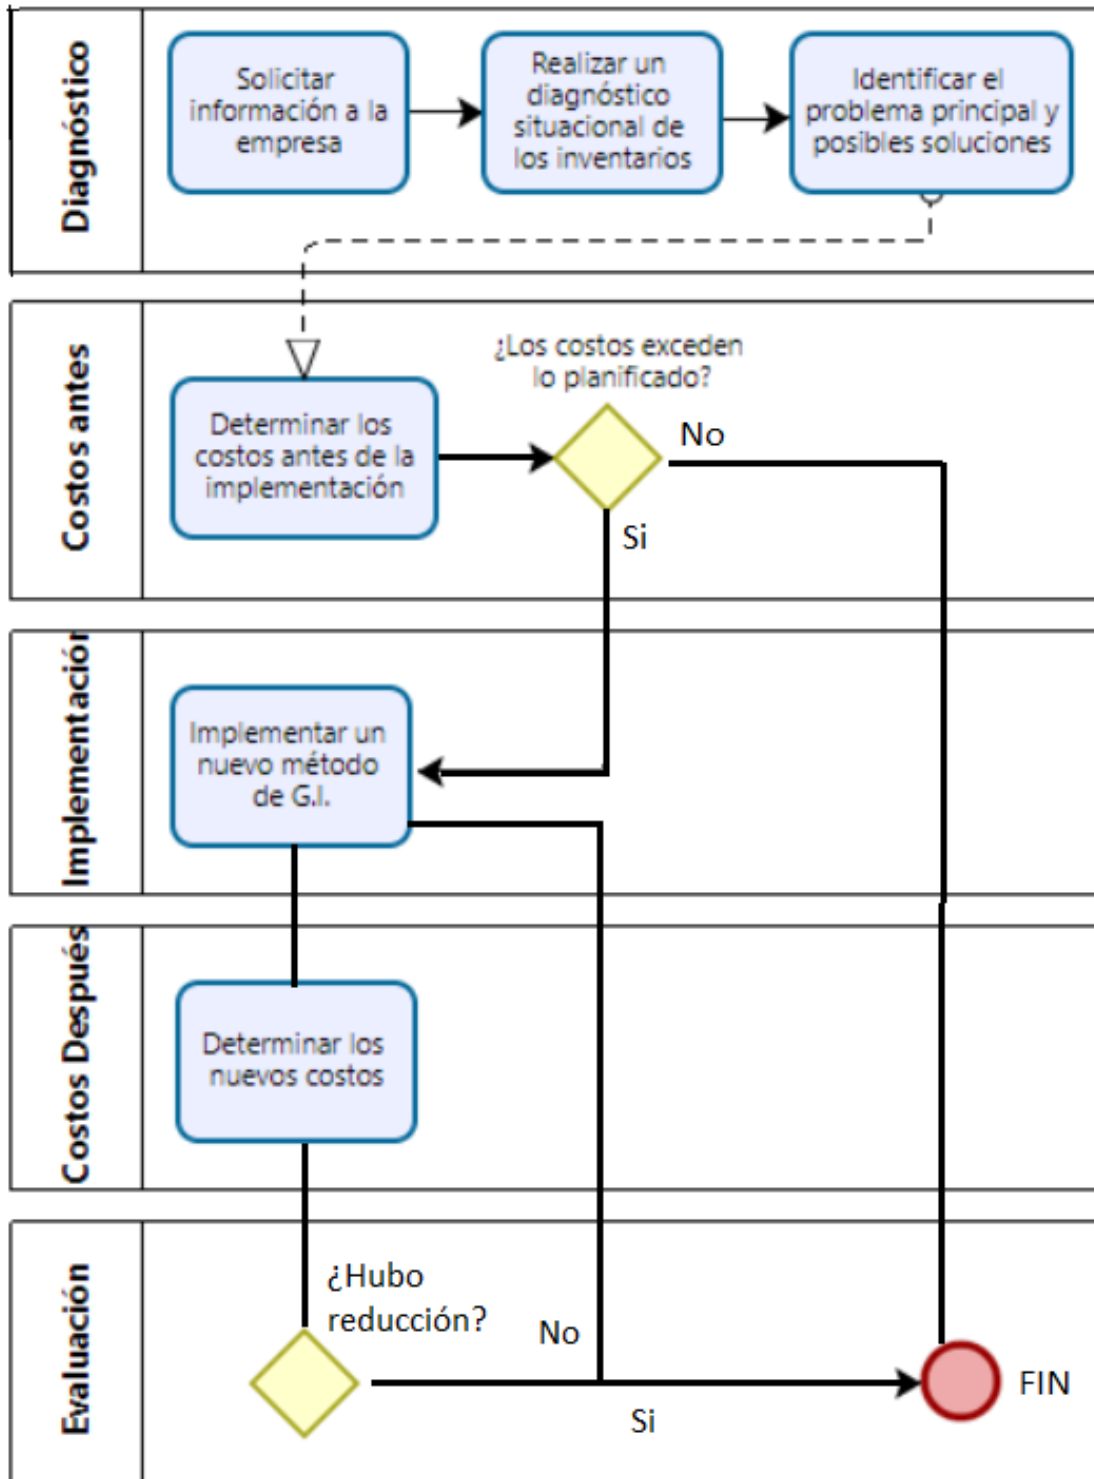 Diagnóstico
Solicitar
información a la
empresa
Realizar un
diagnóstico
situacional de
los inventarios
Identificar el
problema principal y
posibles soluciones
Costos antes
Determinar los
costos antes de la
implementación
¿Los costos exceden
lo planificado?
No
Si
Implementación
Implementar un
nuevo método
de G.I.
Costos Después
Determinar los
nuevos costos
Evaluación
¿Hubo
reducción?
No
Si
FIN